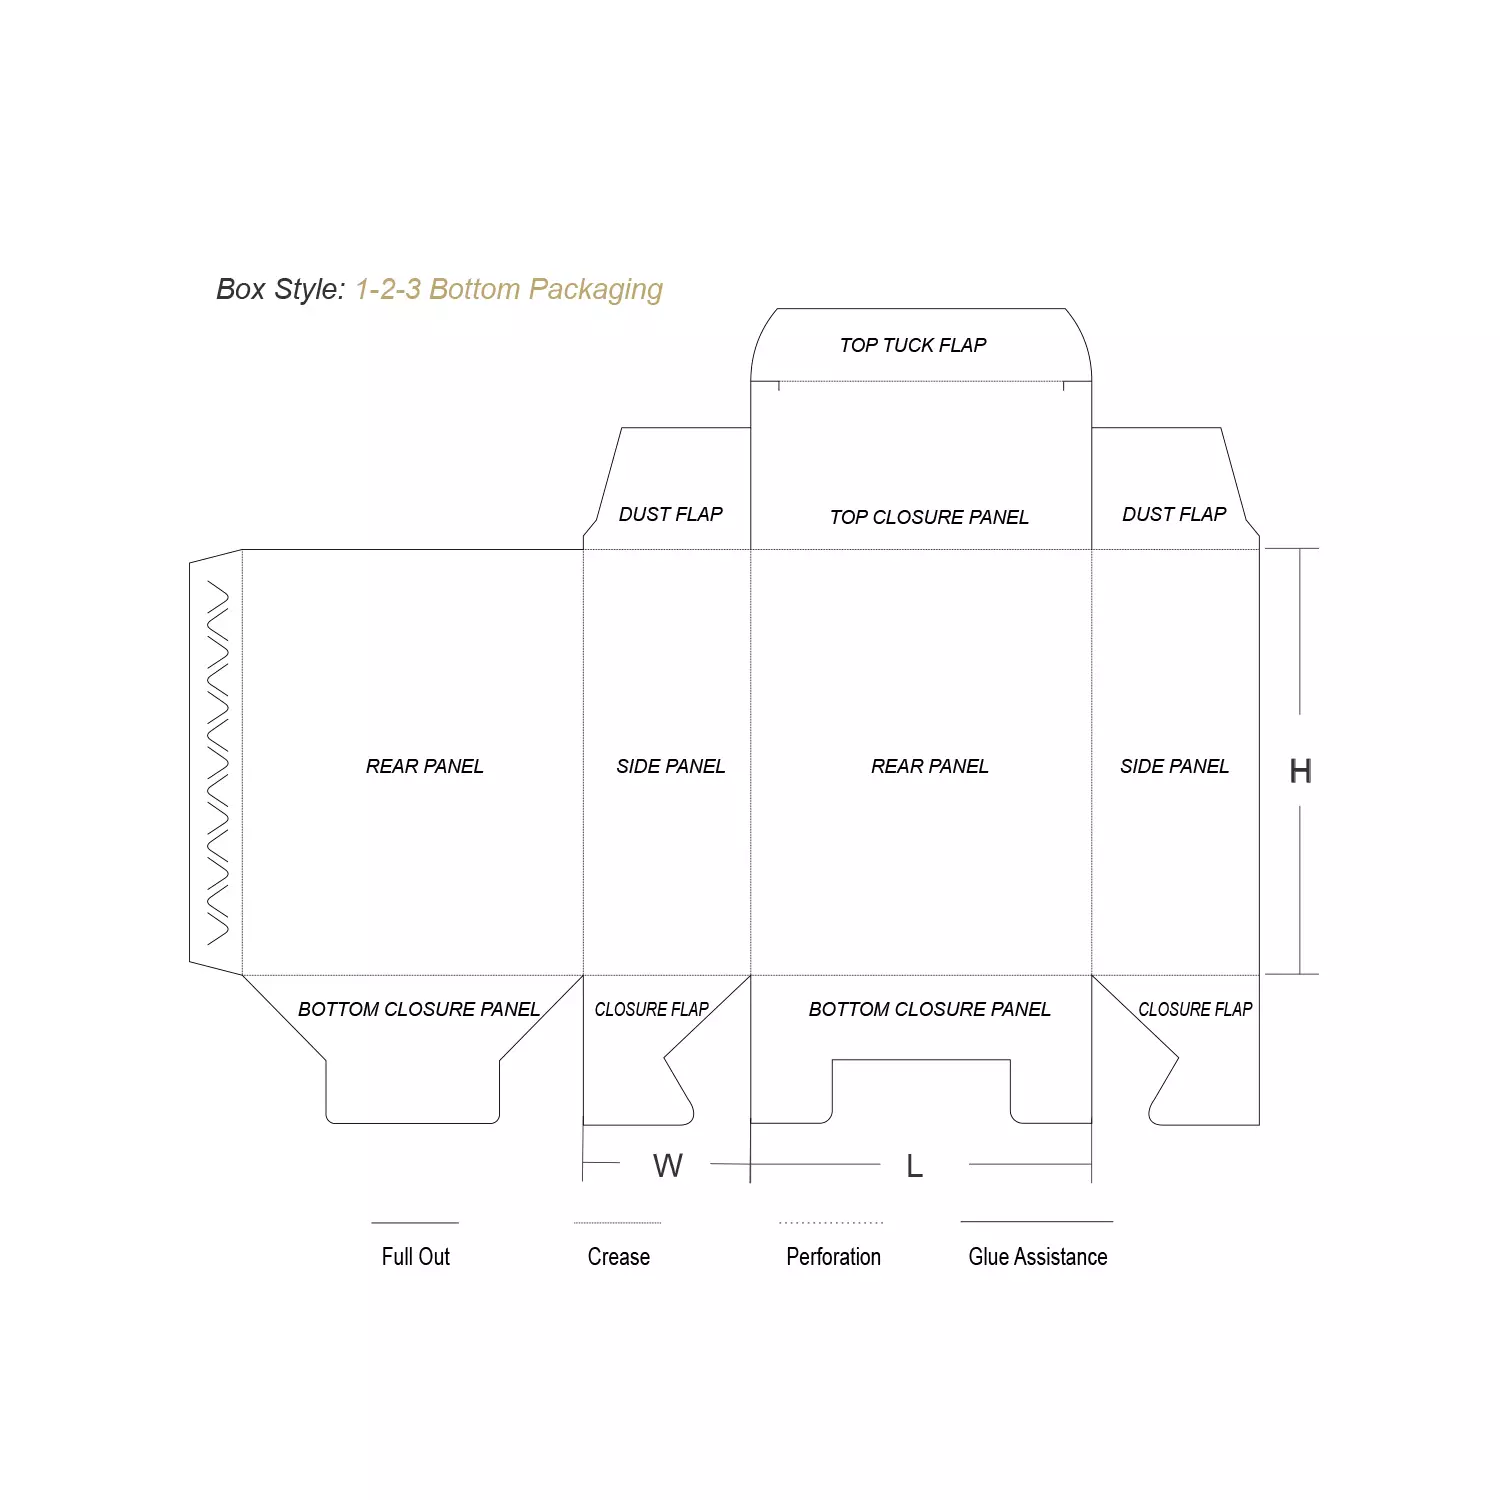 Box Style: 1-2-3 Bottom Packaging
TOP TUCK FLAP
DUST FLAP
TOP CLOSURE PANEL
DUST FLAP
REAR PANEL
SIDE PANEL
REAR PANEL
SIDE PANEL
H
BOTTOM CLOSURE PANEL
CLOSURE FLAP
BOTTOM CLOSURE PANEL
CLOSURE FLAP
W
L
Full Out
Crease
Perforation
Glue Assistance